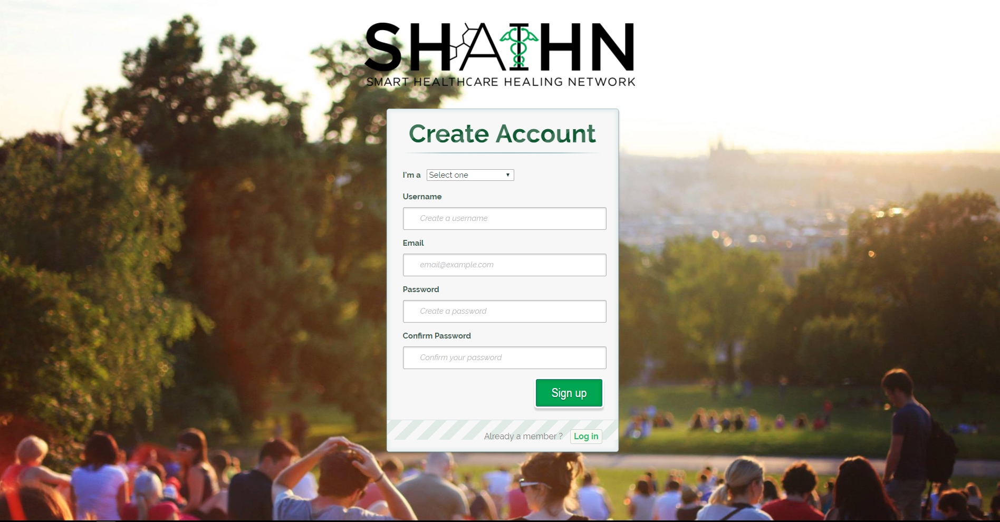 SHAIHN
SMART HEALTHCARE HEALING NETWORK
Create Account
I'm a Select one
Username
Create a username
Email
email@example.com
Password
Create a password
Confirm Password
Confirm your password
Sign up
Already a member ? Log in